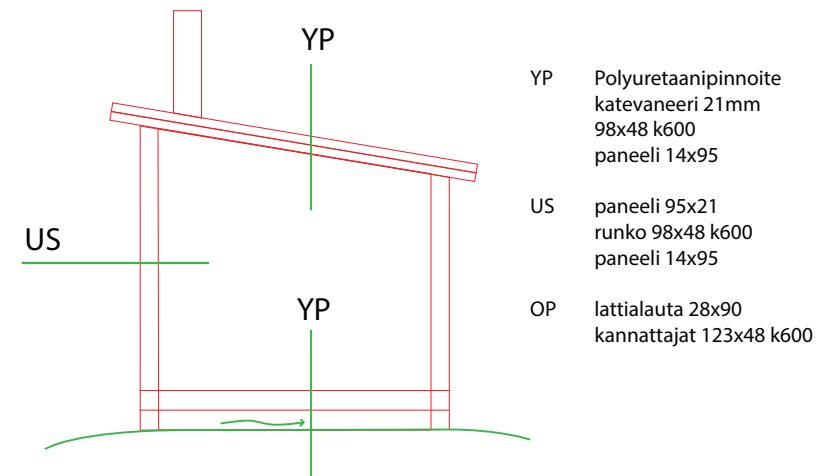 YP
US
YP
YP Polyuretaanipinnoite
katevaneeri 21mm
98x48 k600
paneeli 14x95
US paneeli 95x21
runko 98x48 k600
paneeli 14x95
OP lattialauta 28x90
kannattajat 123x48 k600